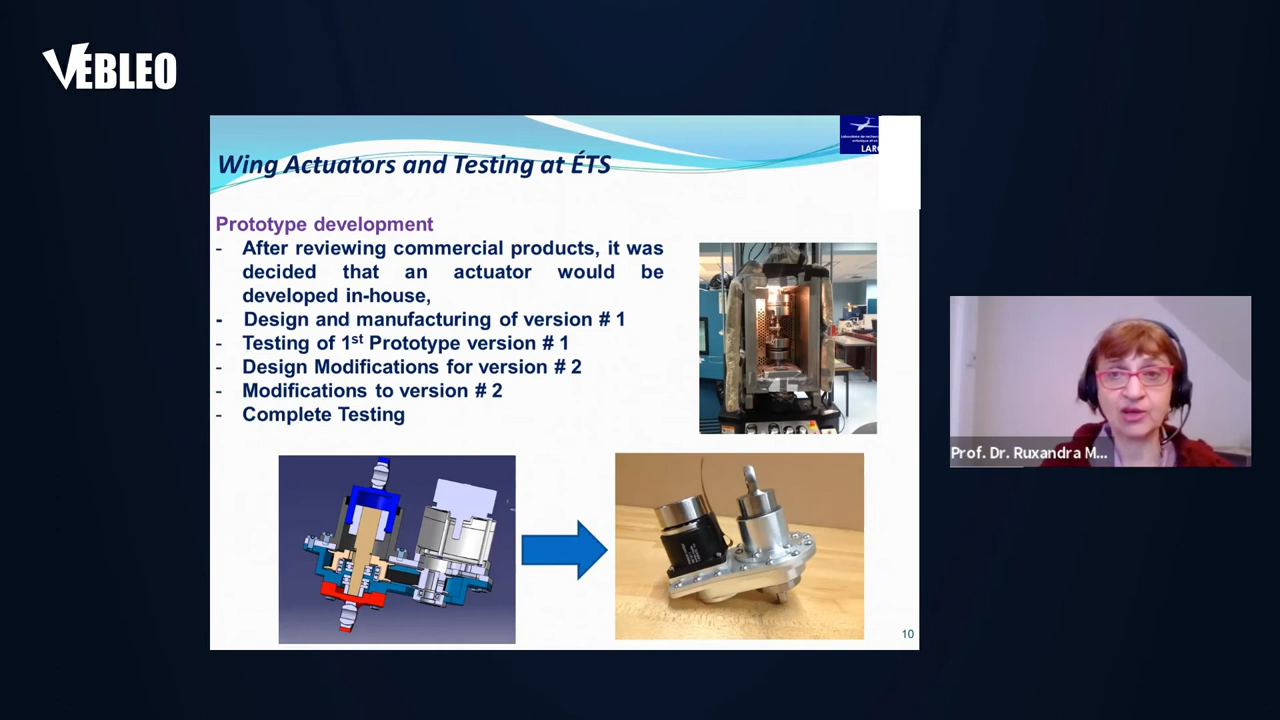 VEBLEO
LARC
Wing Actuators and Testing at ÉTS
Prototype development
- After reviewing commercial products, it was
decided that an actuator would be
developed in-house,
- Design and manufacturing of version # 1
- Testing of 1st Prototype version # 1
- Design Modifications for version # 2
- Modifications to version # 2
- Complete Testing
Prof. Dr. Ruxandra M...
10